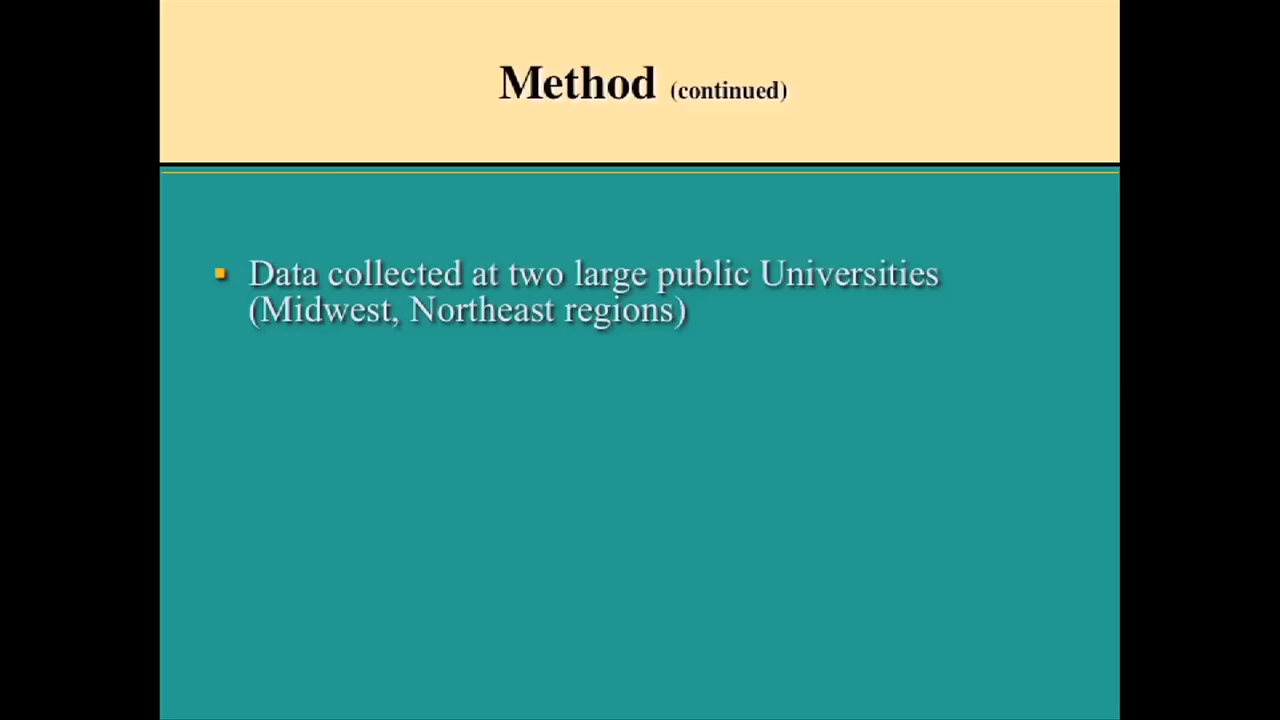 Method (continued)
Data collected at two large public Universities
(Midwest, Northeast regions)